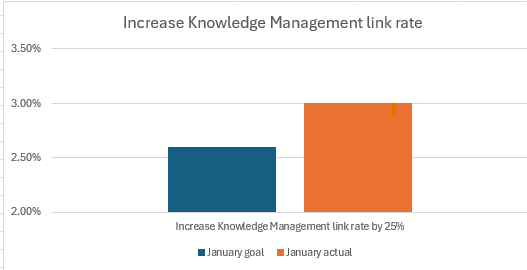 Increase Knowledge Management link rate
3.50%
3.00%
2.50%
2.00%
Increase Knowledge Management link rate by 25%
January goal January actual